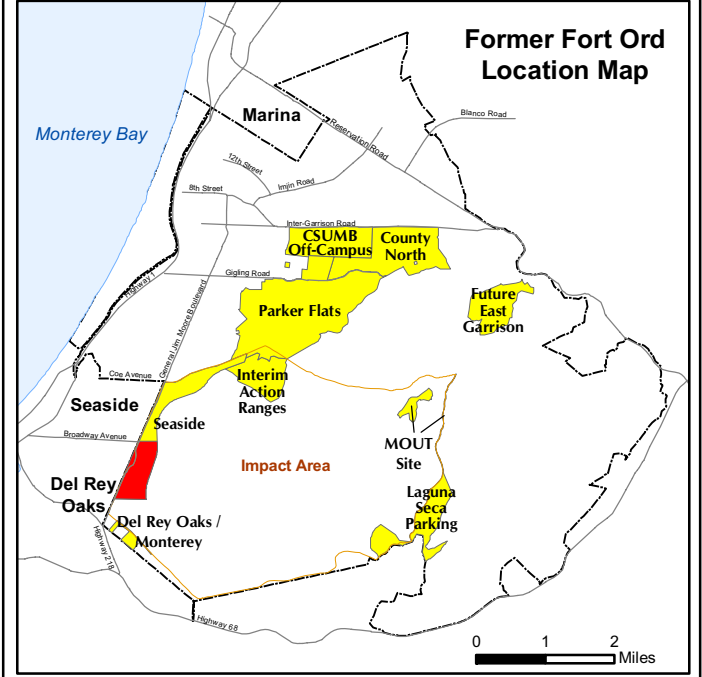 Former Fort Ord
Location Map
Monterey Bay
Marina
Blanco Road
Reservation Road
12th Street
Imjin Road
8th Street
Inter-Garrison Road
CSUMB
Off-Campus
County
North
Gigling Road
Highway 1
General Jim Moore Boulevard
Parker Flats
Future
East
Garrison
Coe Avenue
Interim
Action
Ranges
Seaside
Seaside
Broadway Avenue
MOUT
Site
Impact Area
Del Rey
Oaks
Laguna
Seca
Parking
Del Rey Oaks /
Monterey
Highway 218
Highway 68
0 1 2
Miles